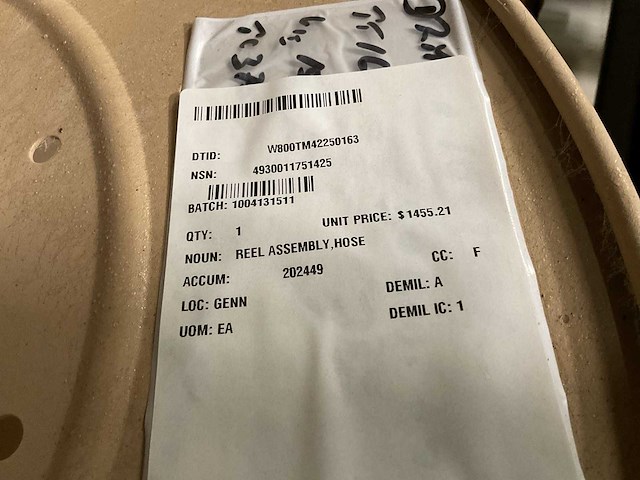 DTID: W800TM42250163
NSN: 4930011751425
BATCH: 1004131511
QTY: 1 UNIT PRICE: $1455.21
NOUN: REEL ASSEMBLY,HOSE
ACCUM: 202449 CC: F
LOC: GENN DEMIL: A
UOM: EA DEMIL IC: 1